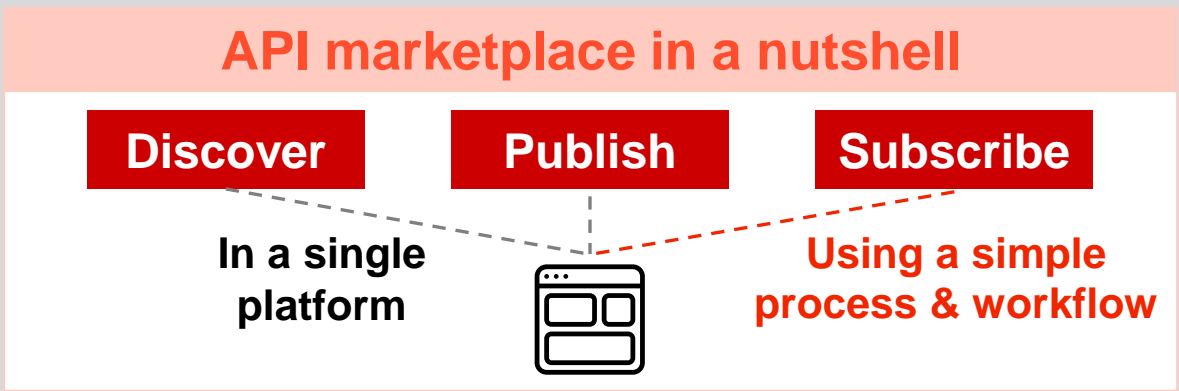 API marketplace in a nutshell
Discover
Publish
Subscribe
In a single
platform
Using a simple
process & workflow